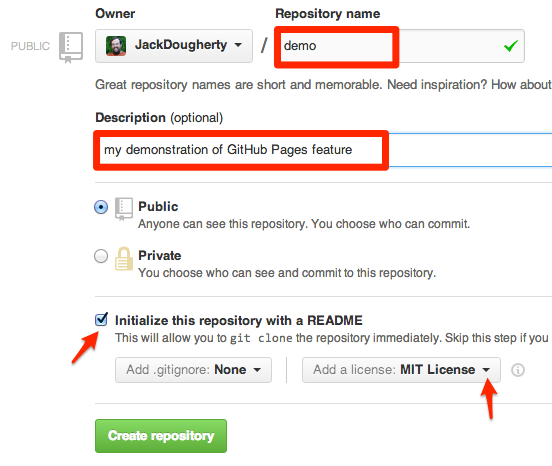 Owner Repository name
PUBLIC JackDougherty / demo
Great repository names are short and memorable. Need inspiration? How about
Description (optional)
my demonstration of GitHub Pages feature
Public
Anyone can see this repository. You choose who can commit.
Private
You choose who can see and commit to this repository.
Initialize this repository with a README
This will allow you to git clone the repository immediately. Skip this step if you
Add .gitignore: None Add a license: MIT License
Create repository